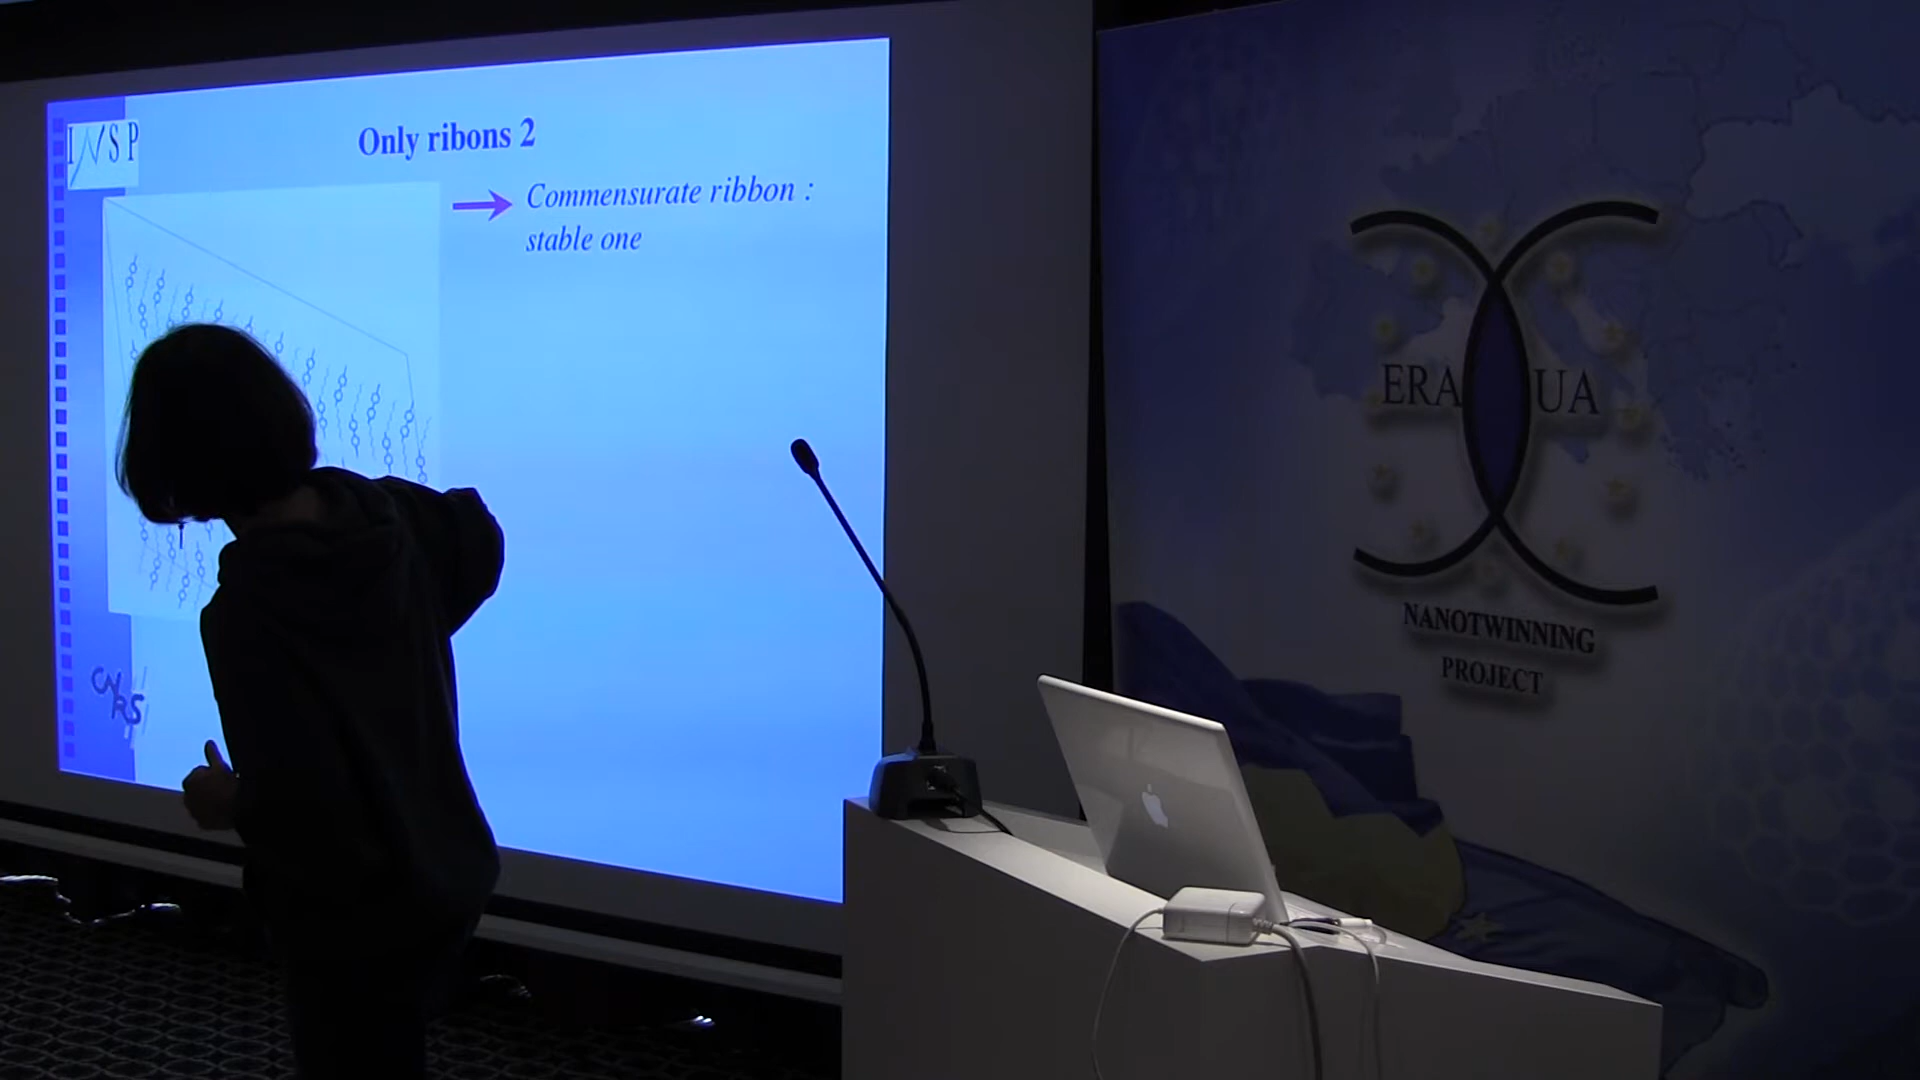 INSP
Only ribons 2
Commensurate ribbon :
stable one
CNRS
ERA UA
NANOTWINNING
PROJECT